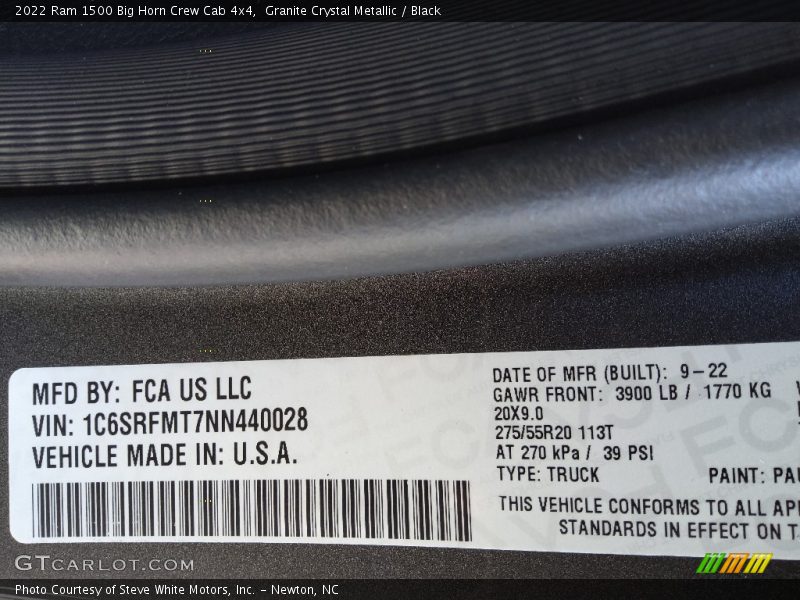 2022 Ram 1500 Big Horn Crew Cab 4x4, Granite Crystal Metallic / Black
MFD BY: FCA US LLC
VIN: 1C6SRFMT7NN440028
VEHICLE MADE IN: U.S.A.
DATE OF MFR (BUILT): 9-22
GAWR FRONT: 3900 LB / 1770 KG
20X9.0
275/55R20 113T
AT 270 kPa / 39 PSI
TYPE: TRUCK PAINT: PAU
THIS VEHICLE CONFORMS TO ALL
STANDARDS IN EFFECT ON
GTCARLOT.COM
Photo Courtesy of Steve White Motors, Inc. - Newton, NC